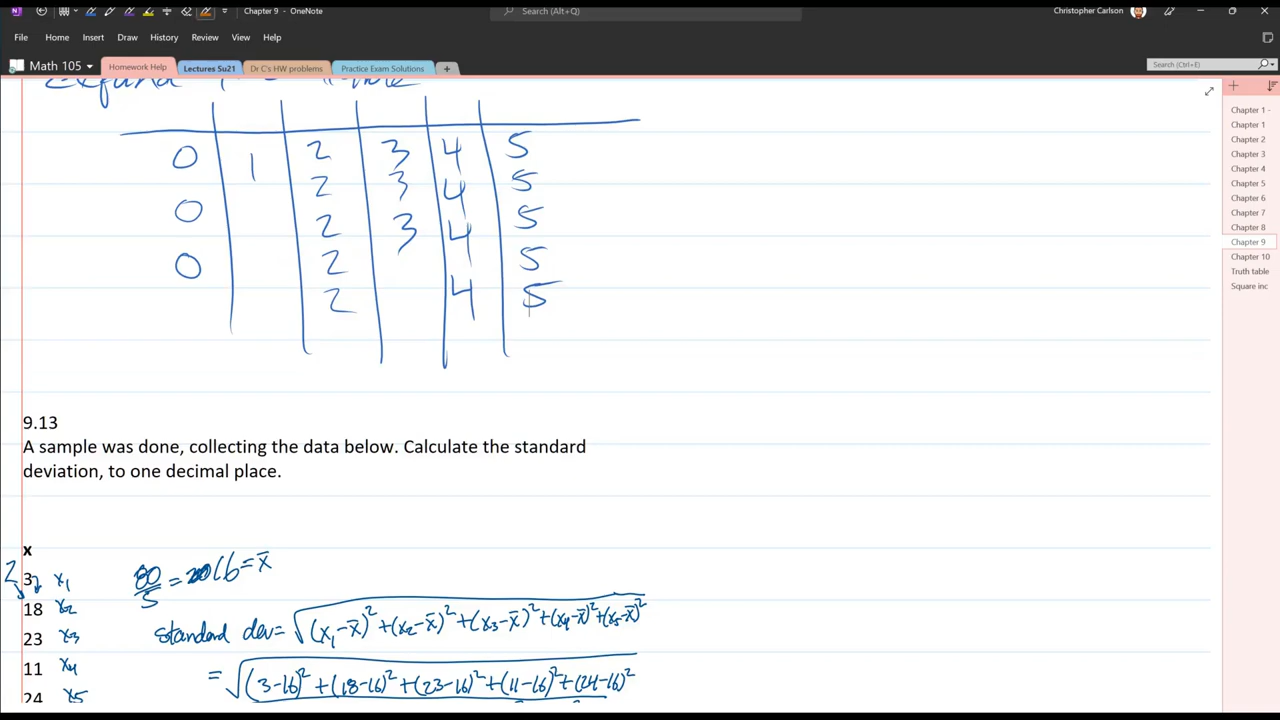 Chapter 9 - OneNote
Search (Alt+Q)
Christopher Carlson
File Home Insert Draw History Review View Help
Math 105 Homework Help Lectures Su21 Dr C's HW problems Practice Exam Solutions
Search (Ctrl+E)
Chapter 1 -
Chapter 1
Chapter 2
Chapter 3
Chapter 4
Chapter 5
Chapter 6
Chapter 7
Chapter 8
Chapter 9
Chapter 10
Truth table
Square inc
0 1 2 3 4 5
2 3 4 5
0 2 3 4 5
0 2 5
2 4 5
9.13
A sample was done, collecting the data below. Calculate the standard
deviation, to one decimal place.
x
3 x₁
18 x₂
23 x₃
11 x₄
24 x₅
80/5 = 16 = x̄
standard dev = √(x₁-x̄)²+(x₂-x̄)²+(x₃-x̄)²+(x₄-x̄)²+(x₅-x̄)²
= √(3-16)²+(18-16)²+(23-16)²+(11-16)²+(24-16)²